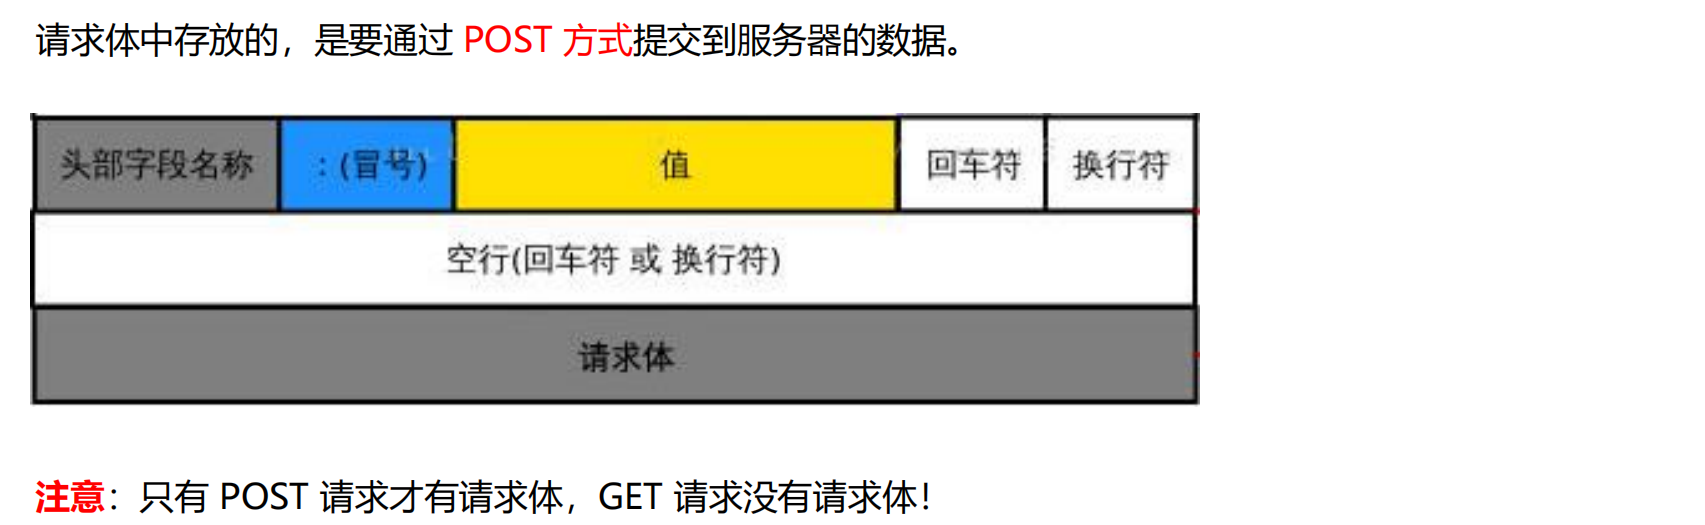 请求体中存放的，是要通过 POST 方式提交到服务器的数据。
头部字段名称 :(冒号) 值 回车符 换行符
空行(回车符 或 换行符)
请求体
注意：只有 POST 请求才有请求体，GET 请求没有请求体！